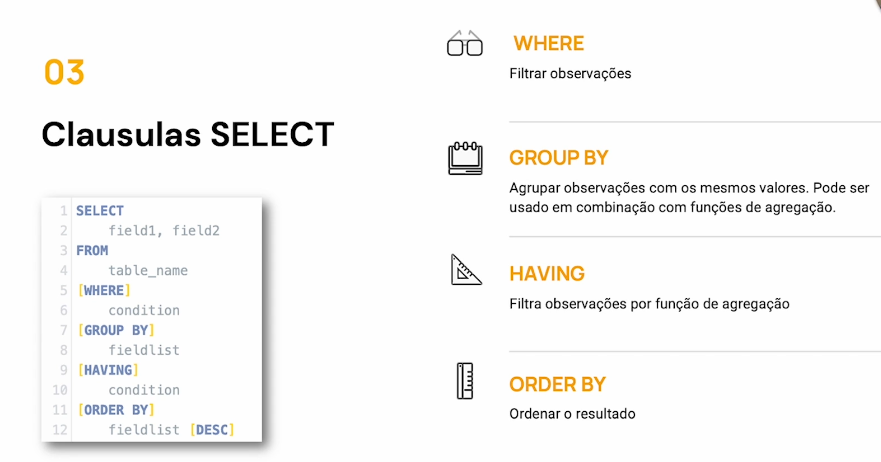 03
Clausulas SELECT
1 SELECT
2 field1, field2
3 FROM
4 table_name
5 [WHERE]
6 condition
7 [GROUP BY]
8 fieldlist
9 [HAVING]
10 condition
11 [ORDER BY]
12 fieldlist [DESC]
WHERE
Filtrar observações
GROUP BY
Agrupar observações com os mesmos valores. Pode ser
usado em combinação com funções de agregação.
HAVING
Filtra observações por função de agregação
ORDER BY
Ordenar o resultado